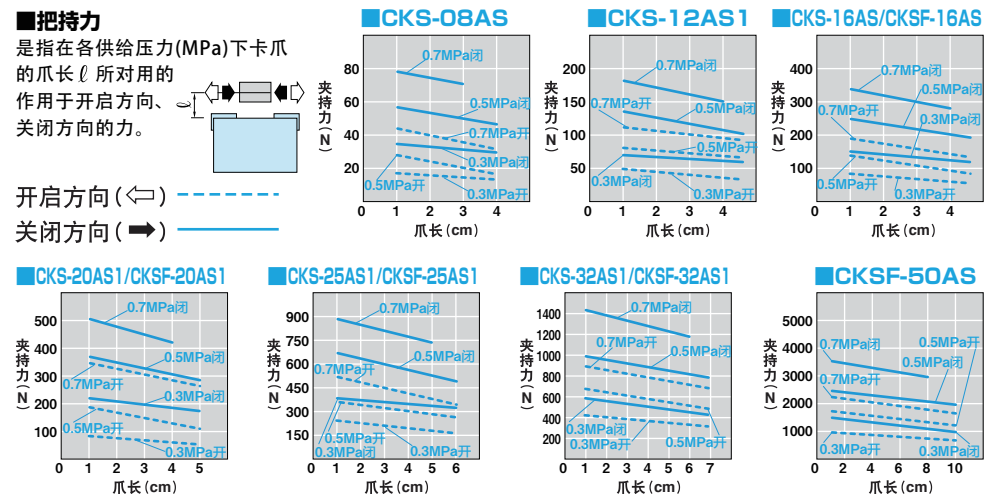 ■把持力
是指在各供给压力(MPa)下卡爪
的爪长ℓ所对用的
作用于开启方向、
关闭方向的力。
ℓ
开启方向(⇦)
关闭方向(➡)
■CKS-08AS
夹持力(N)
80
60
40
20
0.7MPa闭
0.5MPa闭
0.7MPa开
0.3MPa闭
0.5MPa开
0.3MPa开
0 1 2 3 4
爪长(cm)
■CKS-12AS1
夹持力(N)
200
150
100
50
0.7MPa闭
0.7MPa开
0.5MPa闭
0.5MPa开
0.3MPa闭
0.3MPa开
0 1 2 3 4
爪长(cm)
■CKS-16AS/CKSF-16AS
夹持力(N)
400
300
200
100
0.7MPa闭
0.5MPa闭
0.7MPa开
0.3MPa闭
0.5MPa开
0.3MPa开
0 1 2 3 4
爪长(cm)
■CKS-20AS1/CKSF-20AS1
夹持力(N)
500
400
300
200
100
0.7MPa闭
0.5MPa闭
0.7MPa开
0.3MPa闭
0.5MPa开
0.3MPa开
0 1 2 3 4 5
爪长(cm)
■CKS-25AS1/CKSF-25AS1
夹持力(N)
900
750
600
450
300
150
0.7MPa闭
0.5MPa闭
0.7MPa开
0.5MPa开
0.3MPa闭
0.3MPa开
0 1 2 3 4 5 6
爪长(cm)
■CKS-32AS1/CKSF-32AS1
夹持力(N)
1400
1200
1000
800
600
400
200
0.7MPa闭
0.7MPa开
0.5MPa闭
0.3MPa闭
0.3MPa开
0.5MPa开
0 1 2 3 4 5 6 7
爪长(cm)
■CKSF-50AS
夹持力(N)
5000
4000
3000
2000
1000
0.7MPa闭
0.5MPa开
0.5MPa闭
0.7MPa开
0.3MPa开
0.3MPa闭
0 2 4 6 8 10
爪长(cm)